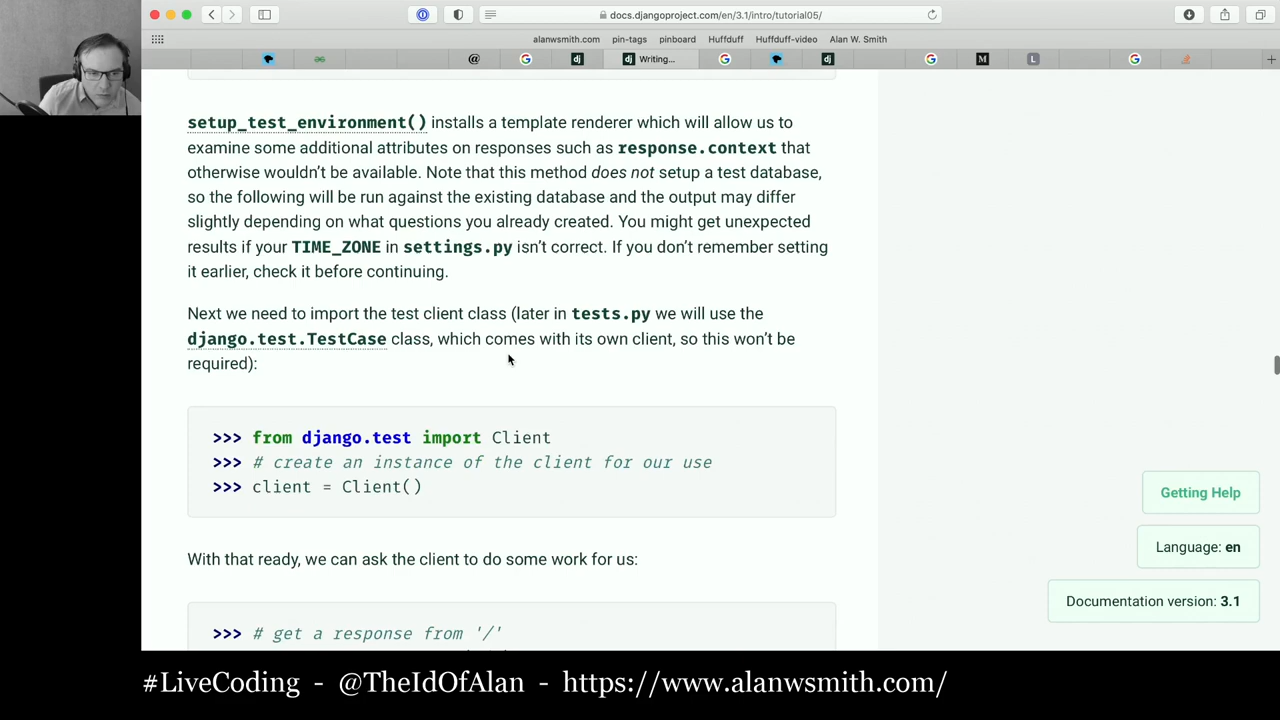 docs.djangoproject.com/en/3.1/intro/tutorial05/
alanwsmith.com pin-tags pinboard Huffduff Huffduff-video Alan W. Smith
@ G dj dj Writing... G dj G M L G
setup_test_environment() installs a template renderer which will allow us to
examine some additional attributes on responses such as response.context that
otherwise wouldn't be available. Note that this method does not setup a test database,
so the following will be run against the existing database and the output may differ
slightly depending on what questions you already created. You might get unexpected
results if your TIME_ZONE in settings.py isn't correct. If you don't remember setting
it earlier, check it before continuing.
Next we need to import the test client class (later in tests.py we will use the
django.test.TestCase class, which comes with its own client, so this won't be
required):
>>> from django.test import Client
>>> # create an instance of the client for our use
>>> client = Client()
With that ready, we can ask the client to do some work for us:
>>> # get a response from '/'
Getting Help
Language: en
Documentation version: 3.1
#LiveCoding - @TheIdOfAlan - https://www.alanwsmith.com/